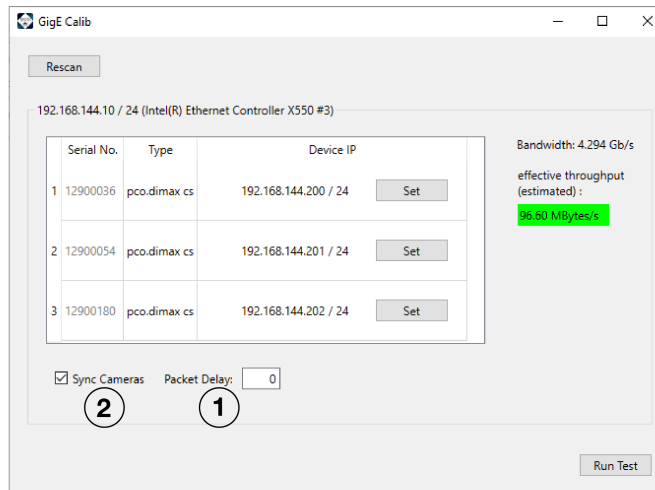 GigE Calib
Rescan
192.168.144.10 / 24 (Intel(R) Ethernet Controller X550 #3)
Serial No. Type Device IP
1 12900036 pco.dimax cs 192.168.144.200 / 24 Set
2 12900054 pco.dimax cs 192.168.144.201 / 24 Set
3 12900180 pco.dimax cs 192.168.144.202 / 24 Set
Bandwidth: 4.294 Gb/s
effective throughput
(estimated) :
96.60 MBytes/s
Sync Cameras Packet Delay: 0
2 1
Run Test